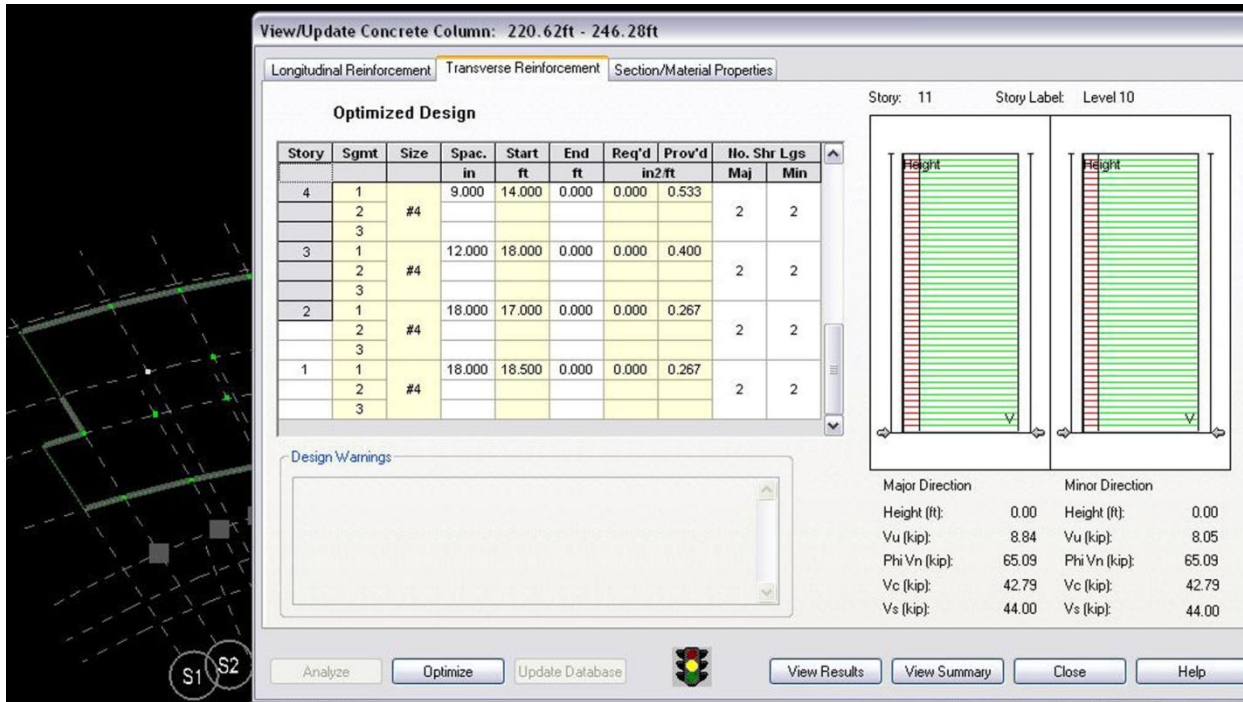 View/Update Concrete Column: 220.62ft - 246.28ft
Longitudinal Reinforcement Transverse Reinforcement Section/Material Properties
Optimized Design
Story: 11 Story Label: Level 10
Story Sgmt Size Spac. Start End Req'd Prov'd No. Shr Lgs
in ft ft in2/ft Maj Min
4 1 9.000 14.000 0.000 0.000 0.533
2 #4 2 2
3
3 1 12.000 18.000 0.000 0.000 0.400
2 #4 2 2
3
2 1 18.000 17.000 0.000 0.000 0.267
2 #4 2 2
3
1 1 18.000 18.500 0.000 0.000 0.267
2 #4 2 2
3
Height Height
V V
Design Warnings
Major Direction Minor Direction
Height (ft): 0.00 Height (ft): 0.00
Vu (kip): 8.84 Vu (kip): 8.05
Phi Vn (kip): 65.09 Phi Vn (kip): 65.09
Vc (kip): 42.79 Vc (kip): 42.79
Vs (kip): 44.00 Vs (kip): 44.00
S1 S2
Analyze Optimize Update Database View Results View Summary Close Help